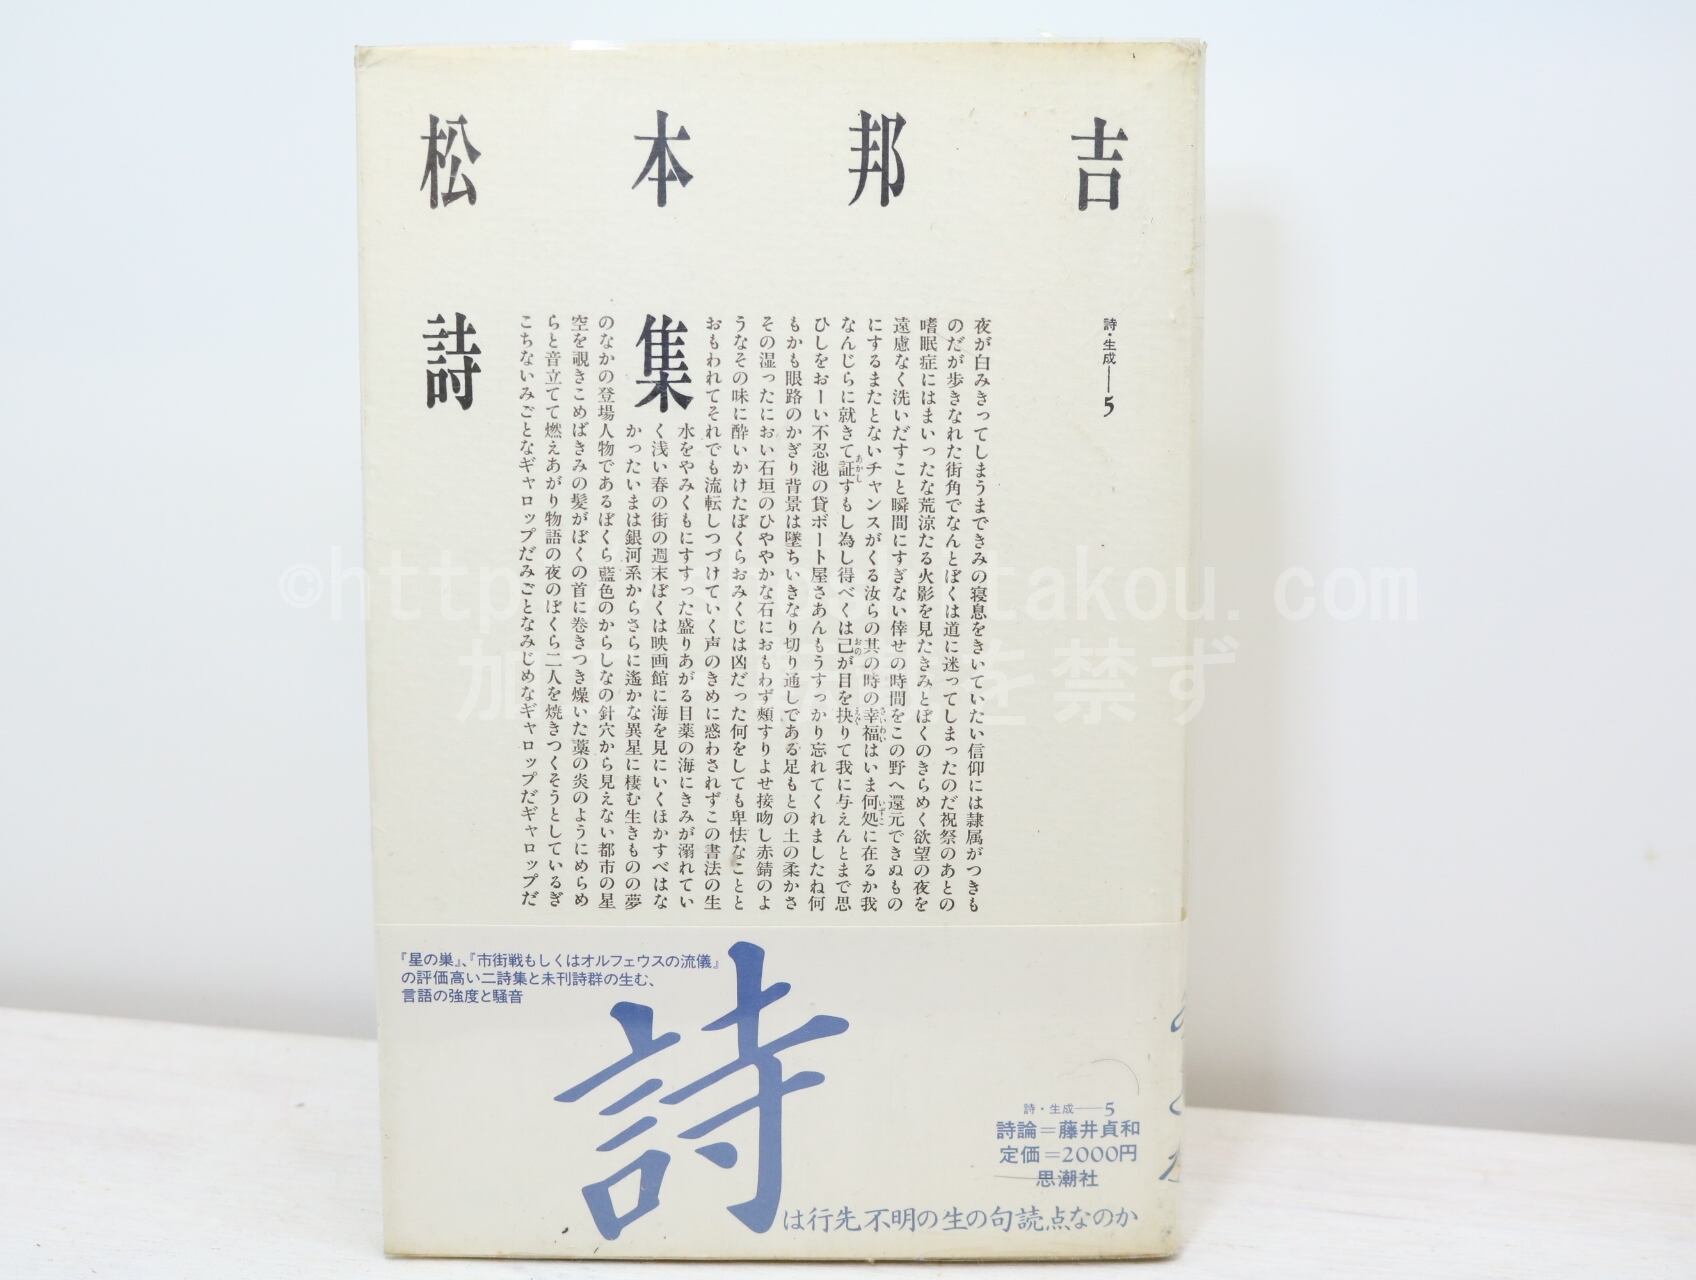 松本邦吉
詩集
詩・生成―5
夜が白みきってしまうまできみの寝息をきいていたい信仰には隷属がつきも
のだが歩きなれた街角でなんとぼくは道に迷ってしまったのだ祝祭のあとの
嗜眠症にはまいったな荒涼たる火影を見たきみとぼくのきらめく欲望の夜を
遠慮なく洗いだすこと瞬間にすぎない倖せの時間をこの野へ還元できぬもの
にするまたとないチャンスがくる汝らの其の時の幸福はいま何処に在るか我
なんじらに就きて証すもし為し得べくは己が目を抉りて我に与えんとまで思
ひしをおーい不忍池の貸ボート屋さあんもうすっかり忘れてくれましたね何
もかも眼路のかぎり背景は墜ちいきなり切り通しである足もとの土の柔かさ
その湿ったにおい石垣のひややかな石におもわず頰すりよせ接吻し赤錆のよ
うなその味に酔いかけたぼくらおみくじは凶だった何をしても卑怯なことと
おもわれてそれでも流転しつづけていく声のきめに惑わされずこの書法の生
水をやみくもにすすった盛りあがる目薬の海にきみが溺れてい
く浅い春の街の週末ぼくは映画館に海を見にいくほかすべはな
かったいまは銀河系からさらに遙かな異星に棲む生きものの夢
のなかの登場人物であるぼくら藍色のからしなの針穴から見えない都市の星
空を覗きこめばきみの髪がぼくの首に巻きつき燥いた藁の炎のようにめらめ
らと音立てて燃えあがり物語の夜のぼくら二人を焼きつくそうとしているぎ
こちないみごとなギャロップだみごとなみじめなギャロップだギャロップだ
『星の巣』、『市街戦もしくはオルフェウスの流儀』
の評価高い二詩集と未刊詩群の生む、
言語の強度と騒音
詩は行先不明の生の句読点なのか
詩・生成―5
詩論=藤井貞和
定価=2000円
思潮社